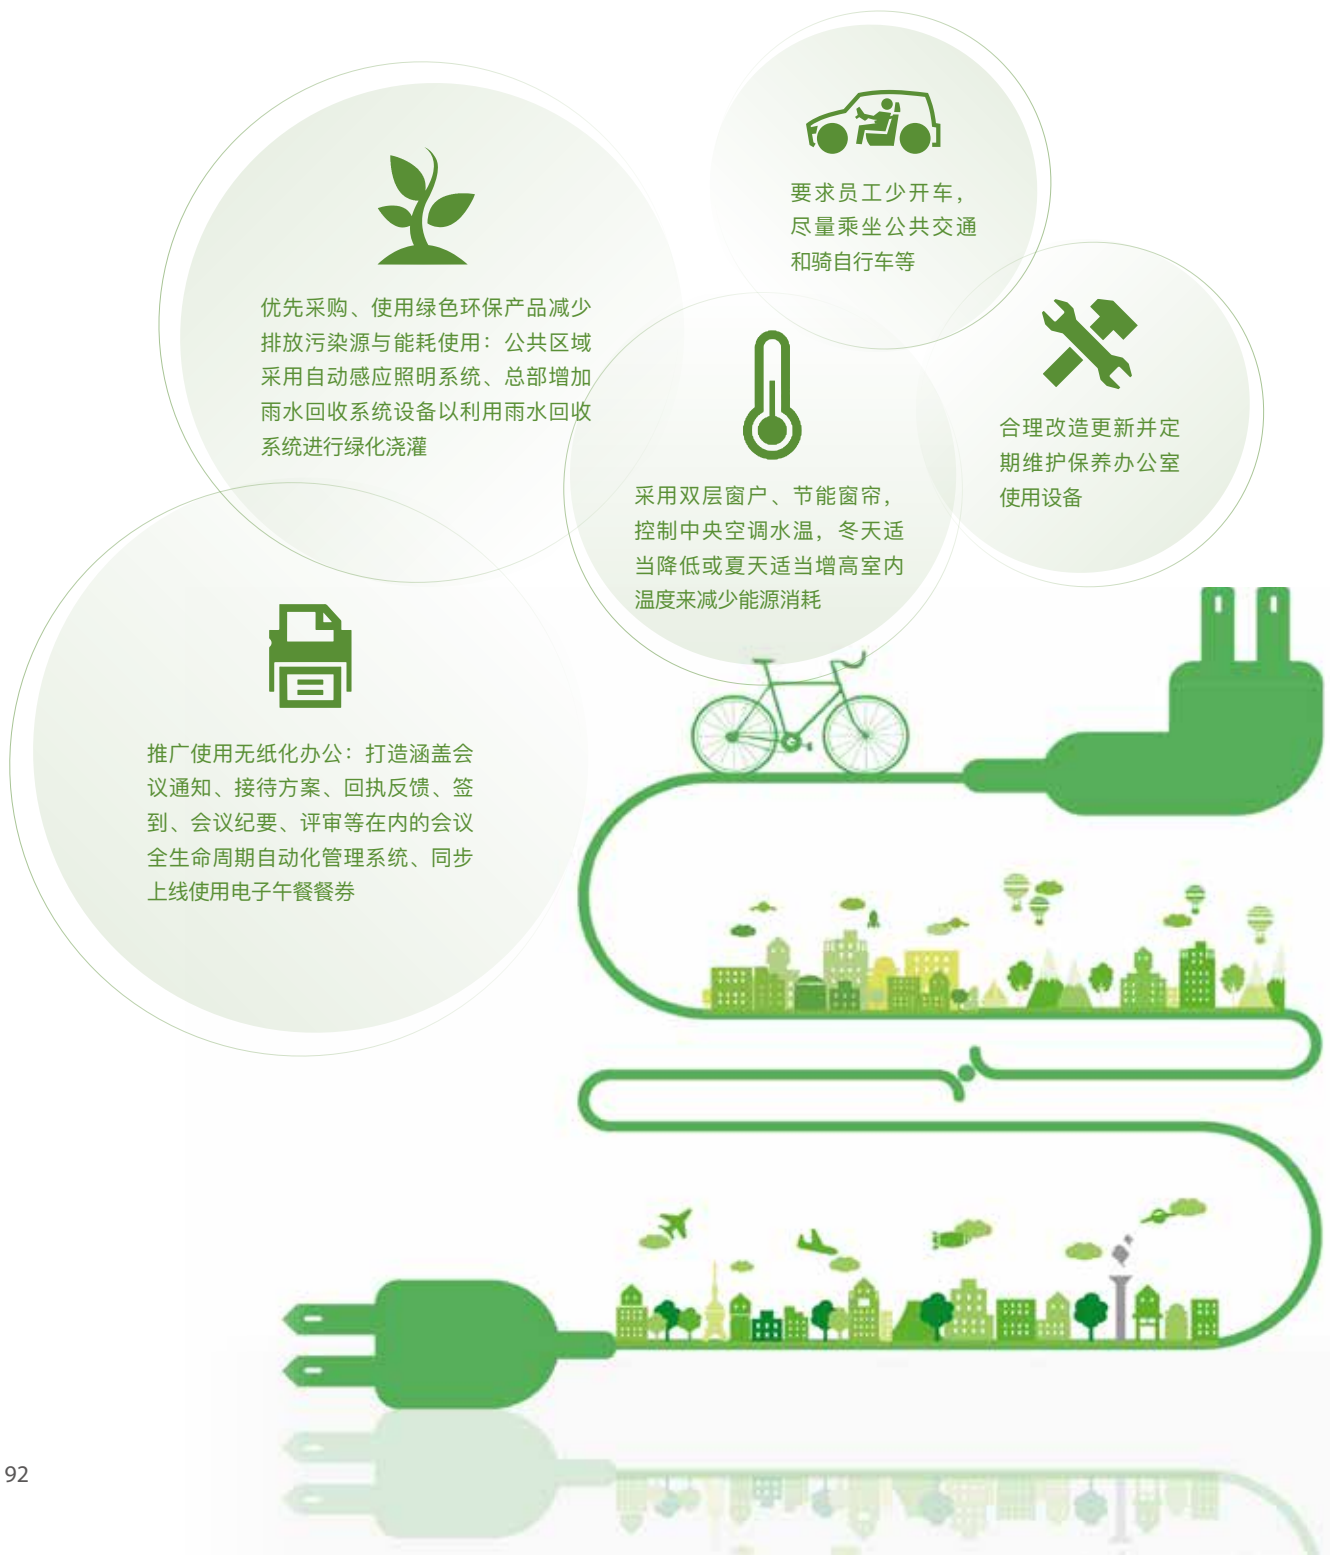 要求员工少开车，
尽量乘坐公共交通
和骑自行车等
优先采购、使用绿色环保产品减少
排放污染源与能耗使用：公共区域
采用自动感应照明系统、总部增加
雨水回收系统设备以利用雨水回收
系统进行绿化浇灌
合理改造更新并定
期维护保养办公室
使用设备
采用双层窗户、节能窗帘，
控制中央空调水温，冬天适
当降低或夏天适当增高室内
温度来减少能源消耗
推广使用无纸化办公：打造涵盖会
议通知、接待方案、回执反馈、签
到、会议纪要、评审等在内的会议
全生命周期自动化管理系统、同步
上线使用电子午餐餐券
92